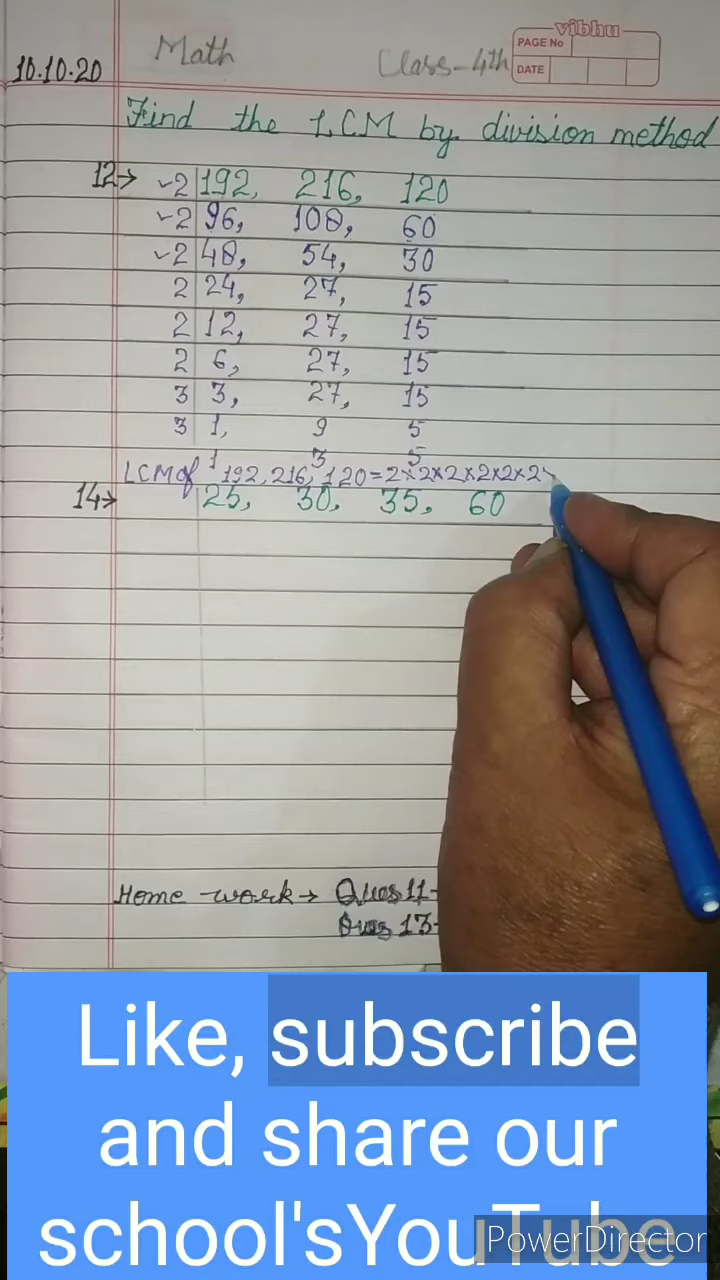 vibhu
PAGE No
DATE
10.10.20
Math
Class-4th
Find the LCM by division method
12→ ✓2 192, 216, 120
✓2 96, 108, 60
✓2 48, 54, 30
2 24, 27, 15
2 12, 27, 15
2 6, 27, 15
3 3, 27, 15
3 1, 9 5
1 3 5
LCM of 192, 216, 120 = 2×2×2×2×2×2×
14→ 25, 30, 35, 60
Home work → Ques 11-
Ques 13-
Like, subscribe
and share our
school'sYouTube
PowerDirector